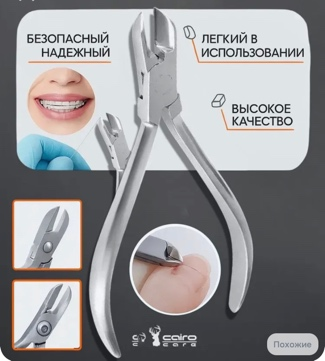 БЕЗОПАСНЫЙ
НАДЕЖНЫЙ
ЛЕГКИЙ В
ИСПОЛЬЗОВАНИИ
ВЫСОКОЕ
КАЧЕСТВО
cairo
care
Похожие